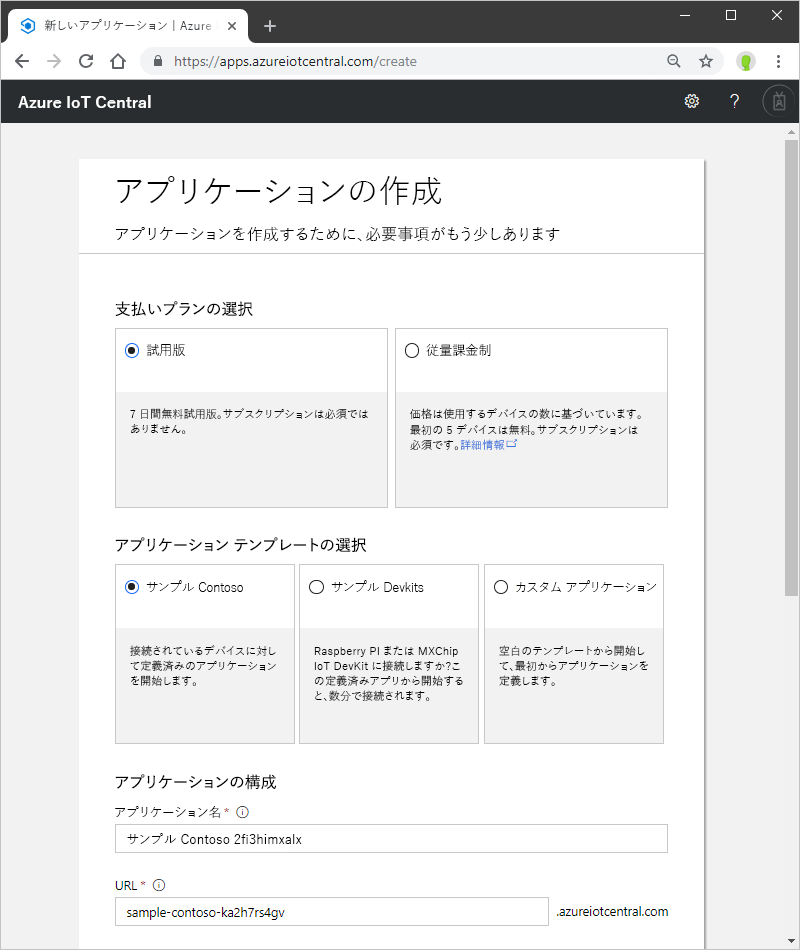 新しいアプリケーション | Azure
https://apps.azureiotcentral.com/create
Azure IoT Central
?
アプリケーションの作成
アプリケーションを作成するために、必要事項がもう少しあります
支払いプランの選択
試用版
7 日間無料試用版。サブスクリプションは必須では
ありません。
従量課金制
価格は使用するデバイスの数に基づいています。
最初の 5 デバイスは無料。サブスクリプションは
必須です。詳細情報
アプリケーション テンプレートの選択
サンプル Contoso
接続されているデバイスに対し
て定義済みのアプリケーション
を開始します。
サンプル Devkits
Raspberry PI または MXChip
IoT DevKit に接続しますか?こ
の定義済みアプリから開始する
と、数分で接続されます。
カスタム アプリケーション
空白のテンプレートから開始し
て、最初からアプリケーションを
定義します。
アプリケーションの構成
アプリケーション名 *
サンプル Contoso 2fi3himxalx
URL *
sample-contoso-ka2h7rs4gv .azureiotcentral.com